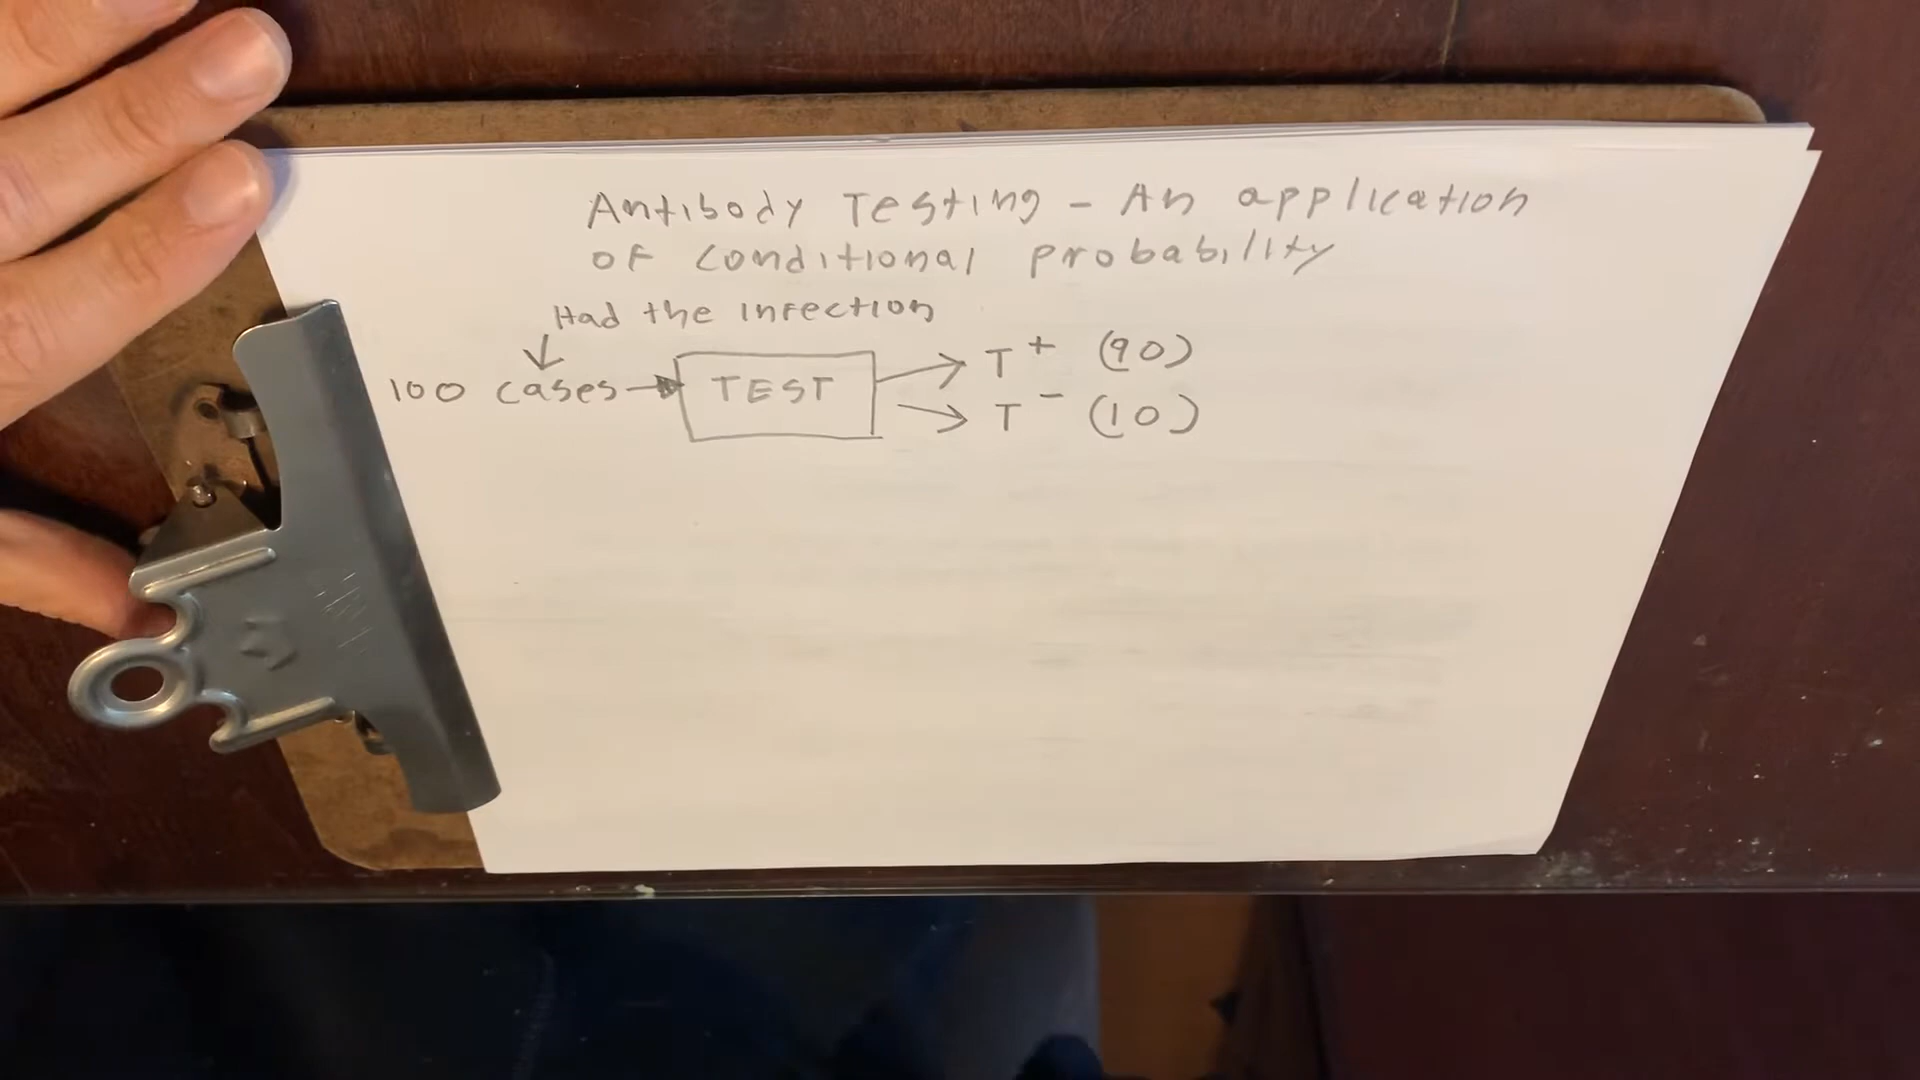 Antibody Testing - An application
of conditional probability
Had the infection
100 cases → TEST → T+ (90)
→ T- (10)